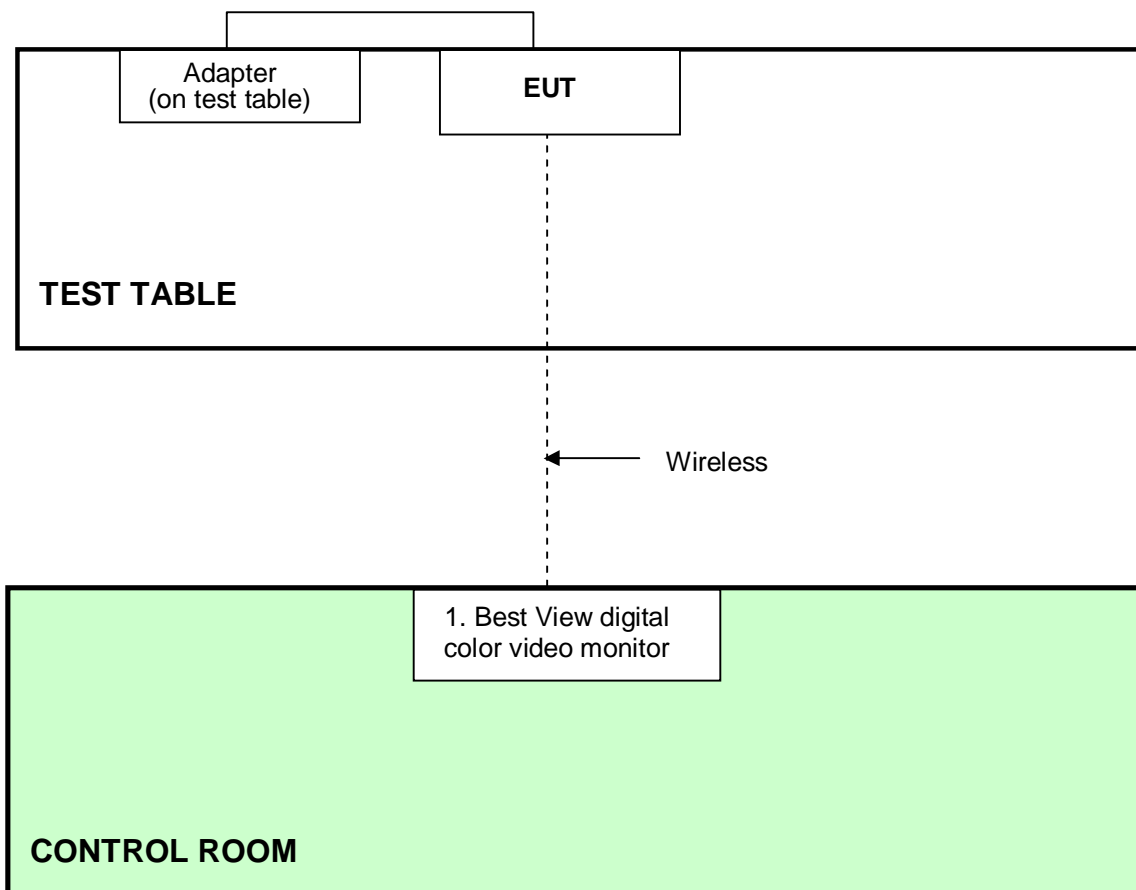 Adapter
(on test table)
EUT
TEST TABLE
Wireless
1. Best View digital
color video monitor
CONTROL ROOM